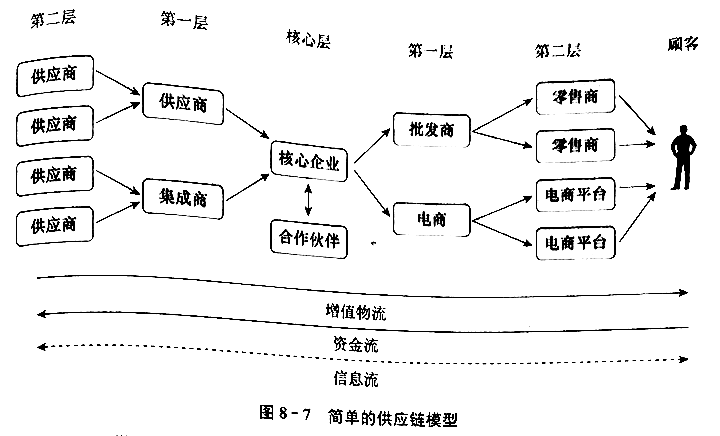 第二层 第一层 核心层 第一层 第二层 顾客
供应商
供应商
供应商
供应商
供应商
集成商
核心企业
合作伙伴
批发商
电商
零售商
零售商
电商平台
电商平台
增值物流
资金流
信息流
图 8-7 简单的供应链模型